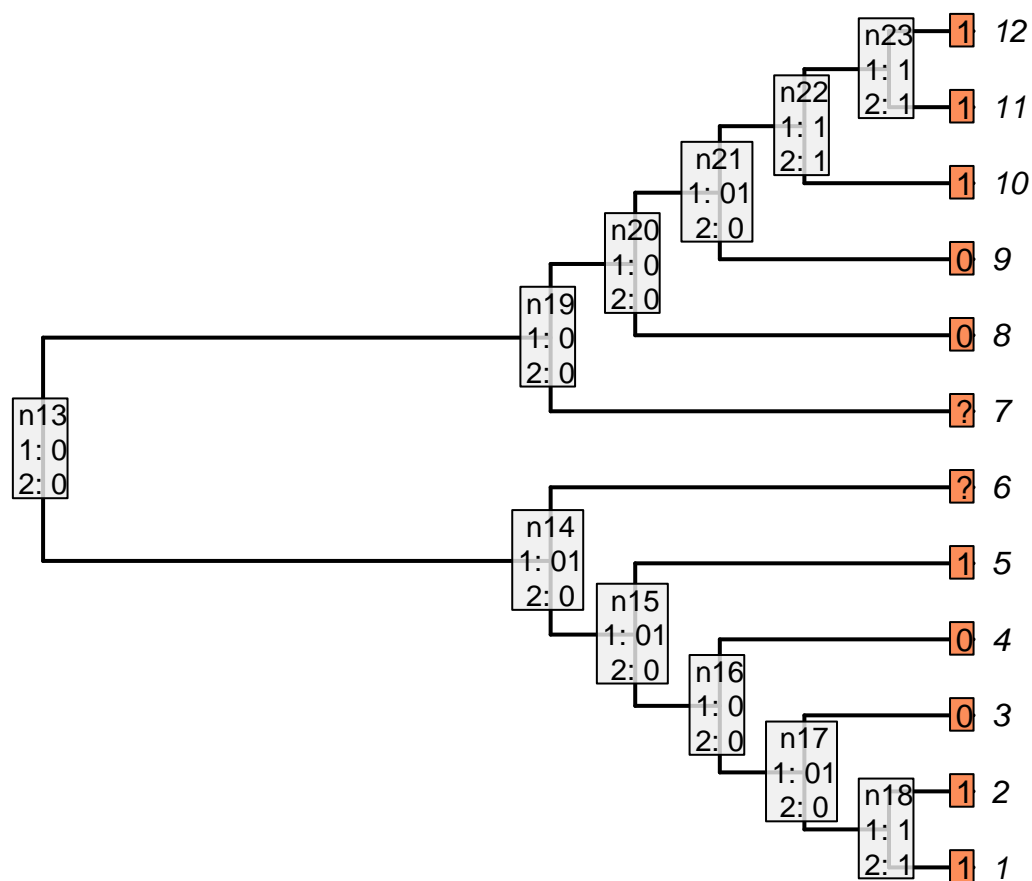 n23 1 12
1: 1
2: 1 1 11
n22
1: 1
2: 1 1 10
n21
1: 01
2: 0 0 9
n20
1: 0
2: 0 0 8
n19
1: 0
2: 0 ? 7
n13
1: 0
2: 0 ? 6
n14
1: 01 1 5
2: 0
n15
1: 01 0 4
2: 0
n16
1: 0 0 3
2: 0
n17
1: 01
2: 0
n18 1 2
1: 1
2: 1 1 1